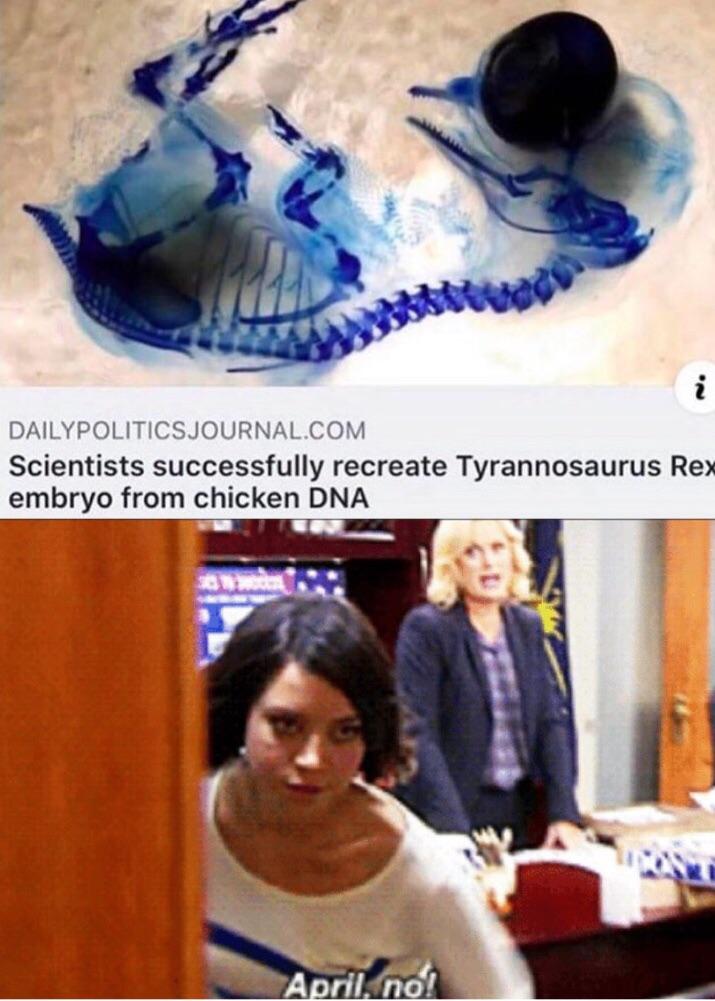 i
DAILYPOLITICSJOURNAL.COM
Scientists successfully recreate Tyrannosaurus Rex
embryo from chicken DNA
April, no!